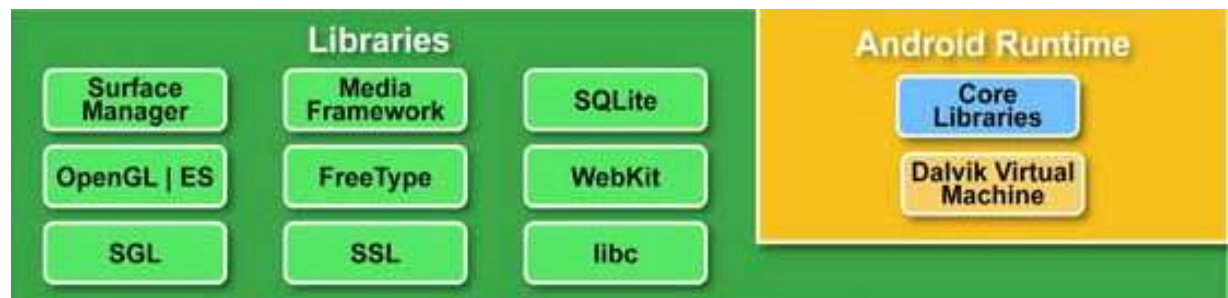 Libraries
Surface
Manager
Media
Framework
SQLite
OpenGL | ES
FreeType
WebKit
SGL
SSL
libc
Android Runtime
Core
Libraries
Dalvik Virtual
Machine